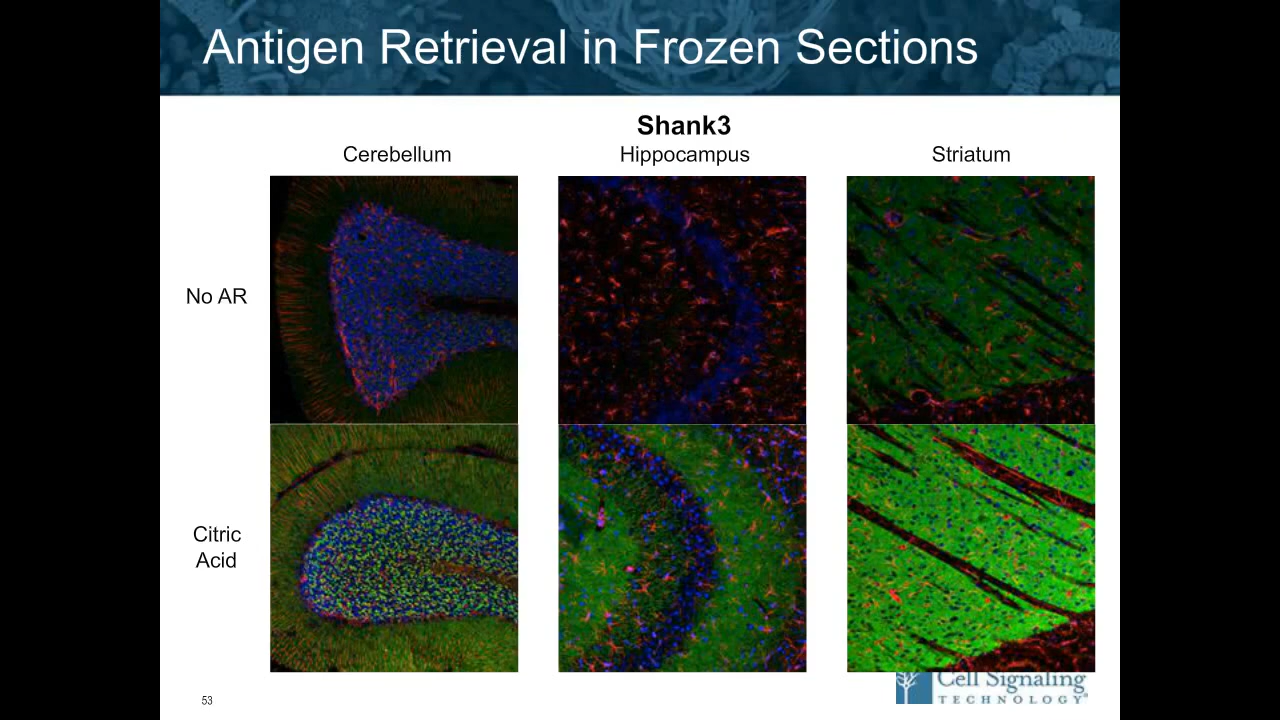 Antigen Retrieval in Frozen Sections
Shank3
Cerebellum
Hippocampus
Striatum
No AR
Citric
Acid
53
Cell Signaling
TECHNOLOGY®